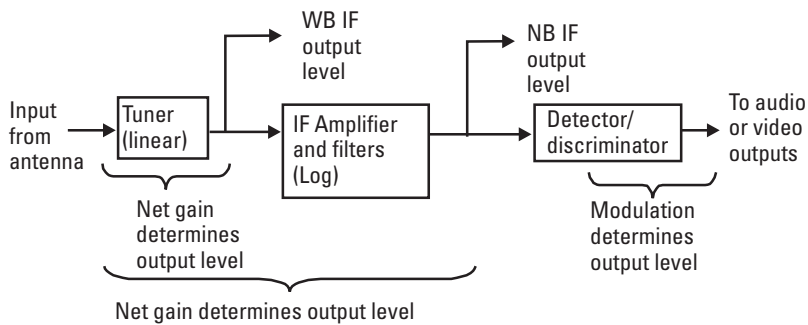 WB IF
output
level
NB IF
output
level
Input
from
antenna
Tuner
(linear)
IF Amplifier
and filters
(Log)
Detector/
discriminator
To audio
or video
outputs
Net gain
determines
output level
Modulation
determines
output level
Net gain determines output level